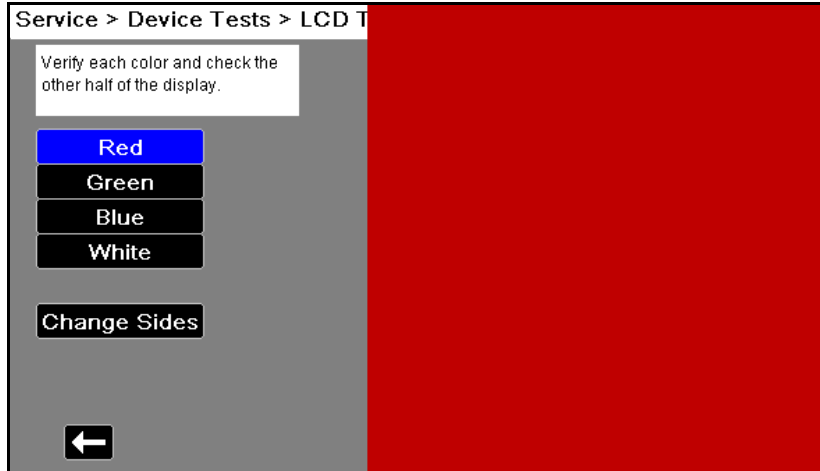 Service > Device Tests > LCD T
Verify each color and check the
other half of the display.
Red
Green
Blue
White
Change Sides